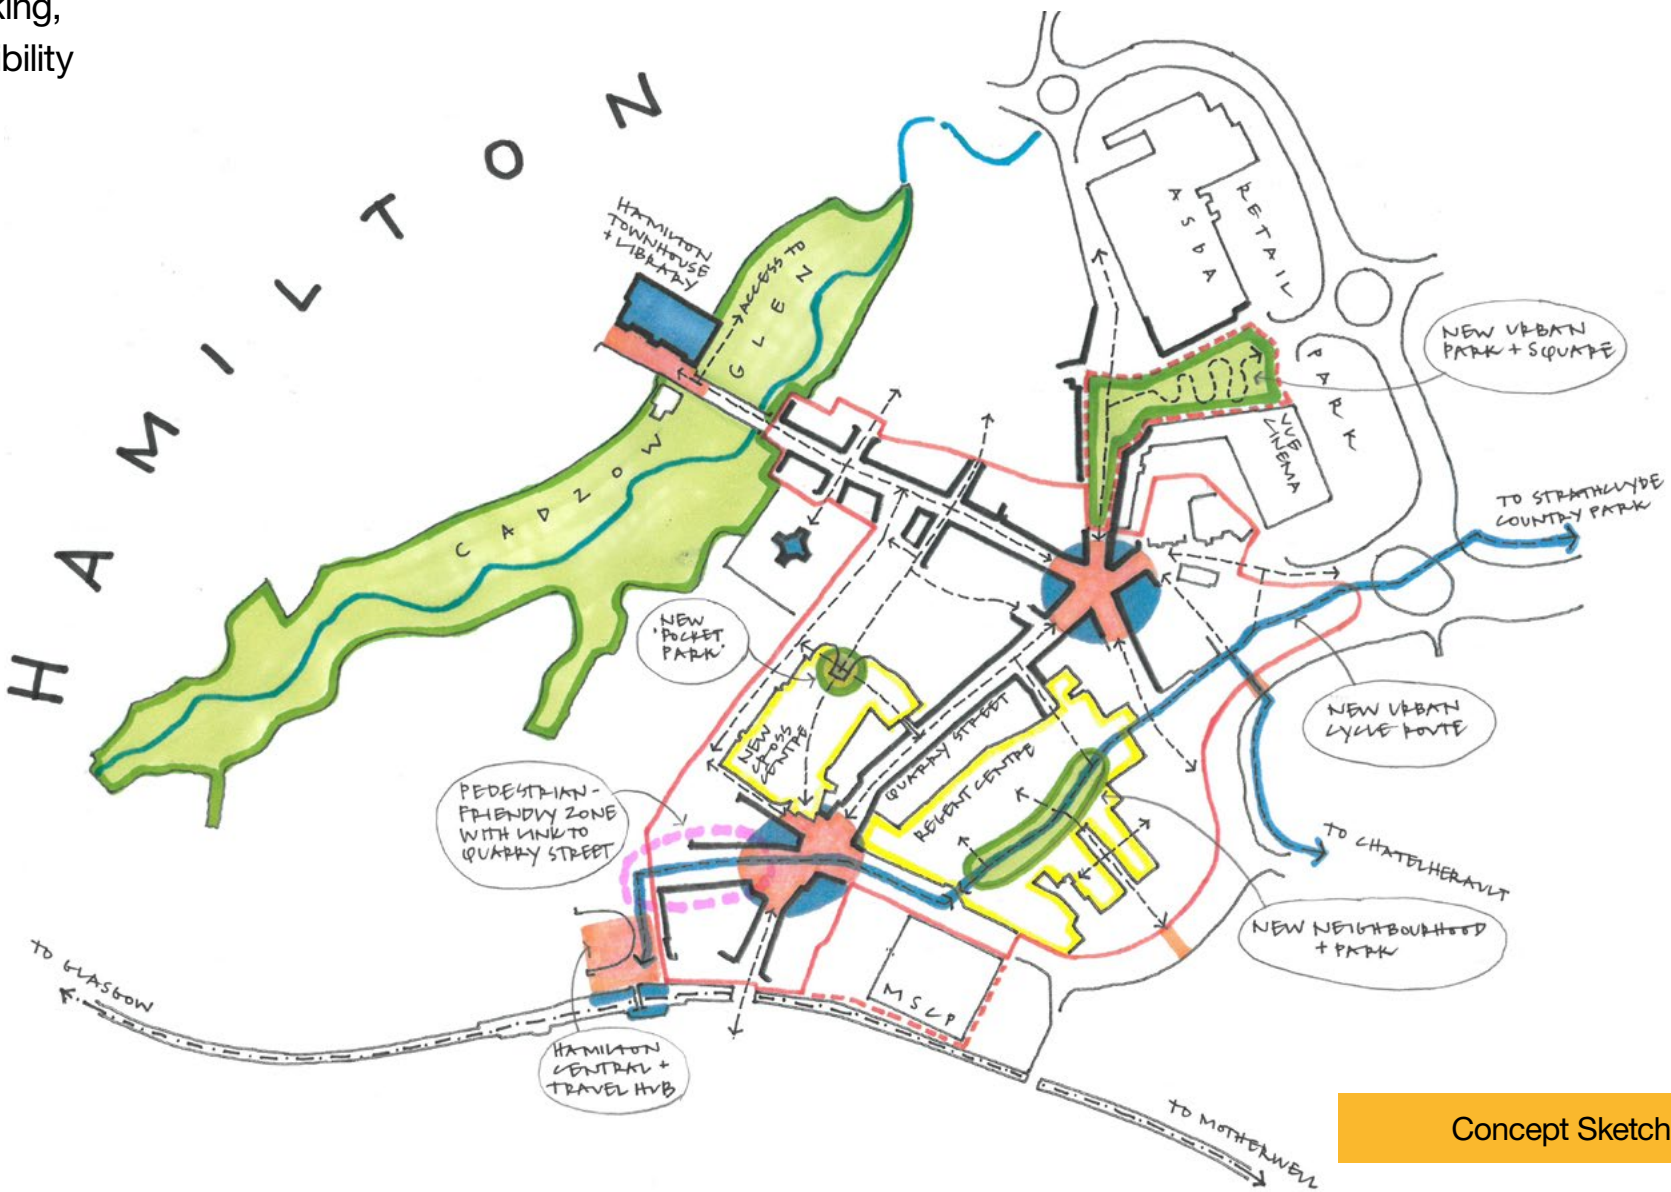 king,
bility
HAMILTON
HAMILTON
TOWNHOUSE
+ LIBRARY
ACCESS TO
GLEN
CADZOW
ASDA
RETAIL
PARK
NEW URBAN
PARK + SQUARE
VUE
CINEMA
TO STRATHCLYDE
COUNTRY PARK
NEW
'POCKET
PARK'
NEW URBAN
CYCLE ROUTE
NEW
CROSS
CENTRE
QUARRY STREET
REGENT CENTRE
PEDESTRIAN-
FRIENDLY ZONE
WITH LINK TO
QUARRY STREET
TO CHATELHERAULT
NEW NEIGHBOURHOOD
+ PARK
TO GLASGOW
MSCP
HAMILTON
CENTRAL +
TRAVEL HUB
TO MOTHERWELL
Concept Sketch